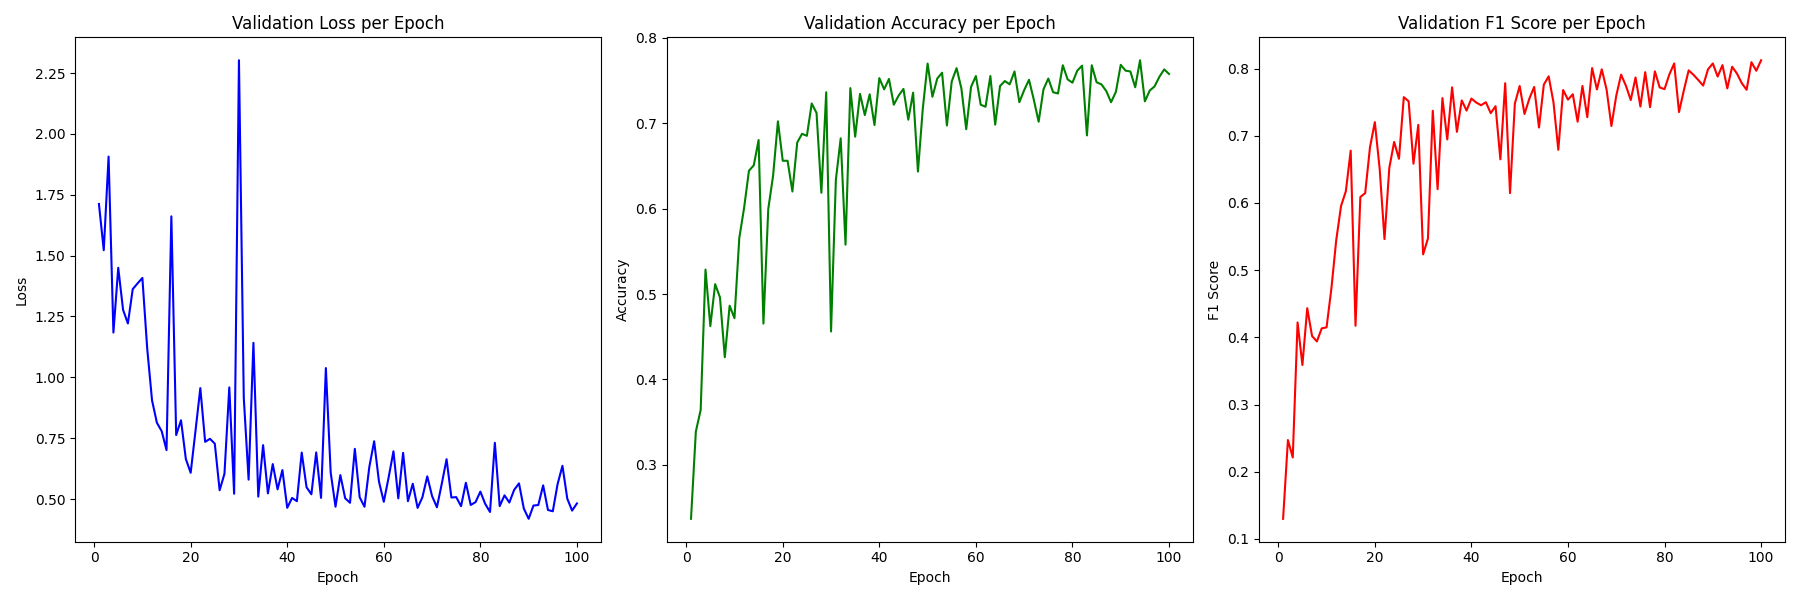 Validation Loss per Epoch
Loss
2.25
2.00
1.75
1.50
1.25
1.00
0.75
0.50
0 20 40 60 80 100
Epoch
Validation Accuracy per Epoch
Accuracy
0.8
0.7
0.6
0.5
0.4
0.3
0 20 40 60 80 100
Epoch
Validation F1 Score per Epoch
F1 Score
0.8
0.7
0.6
0.5
0.4
0.3
0.2
0.1
0 20 40 60 80 100
Epoch